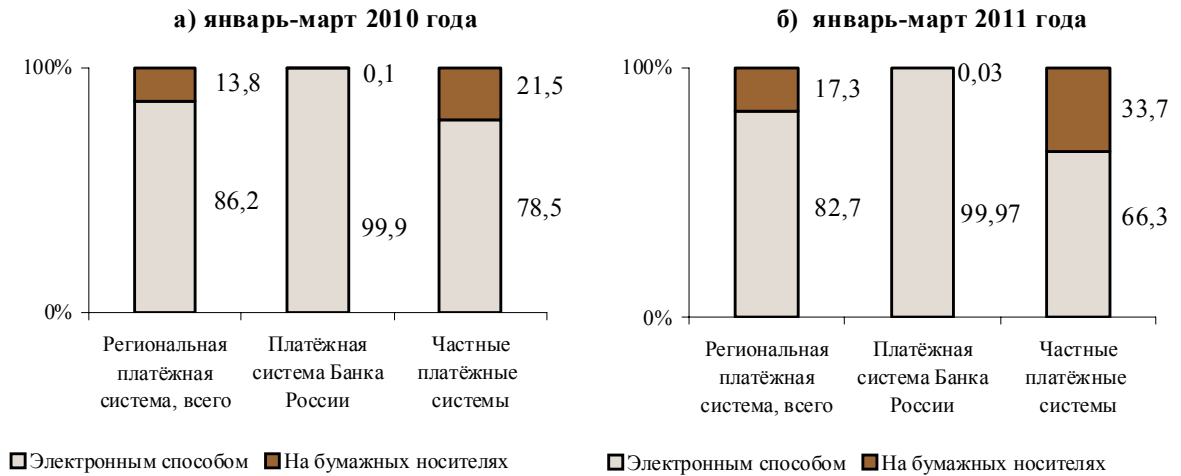 а) январь-март 2010 года
100%
13,8
0,1
21,5
86,2
99,9
78,5
0%
Региональная
платёжная
система, всего
Платёжная
система Банка
России
Частные
платёжные
системы
Электронным способом
На бумажных носителях
б) январь-март 2011 года
100%
17,3
0,03
33,7
82,7
99,97
66,3
0%
Региональная
платёжная
система, всего
Платёжная
система Банка
России
Частные
платёжные
системы
Электронным способом
На бумажных носителях